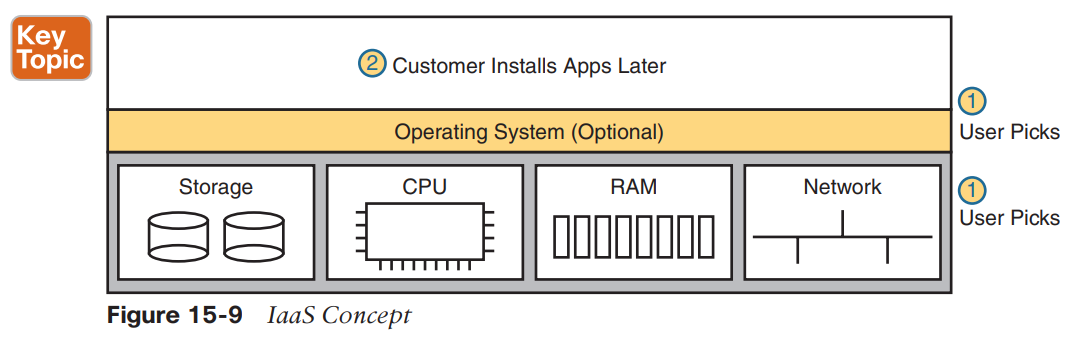 Key
Topic
② Customer Installs Apps Later
①
Operating System (Optional)
User Picks
Storage
CPU
RAM
Network
①
User Picks
Figure 15-9 IaaS Concept